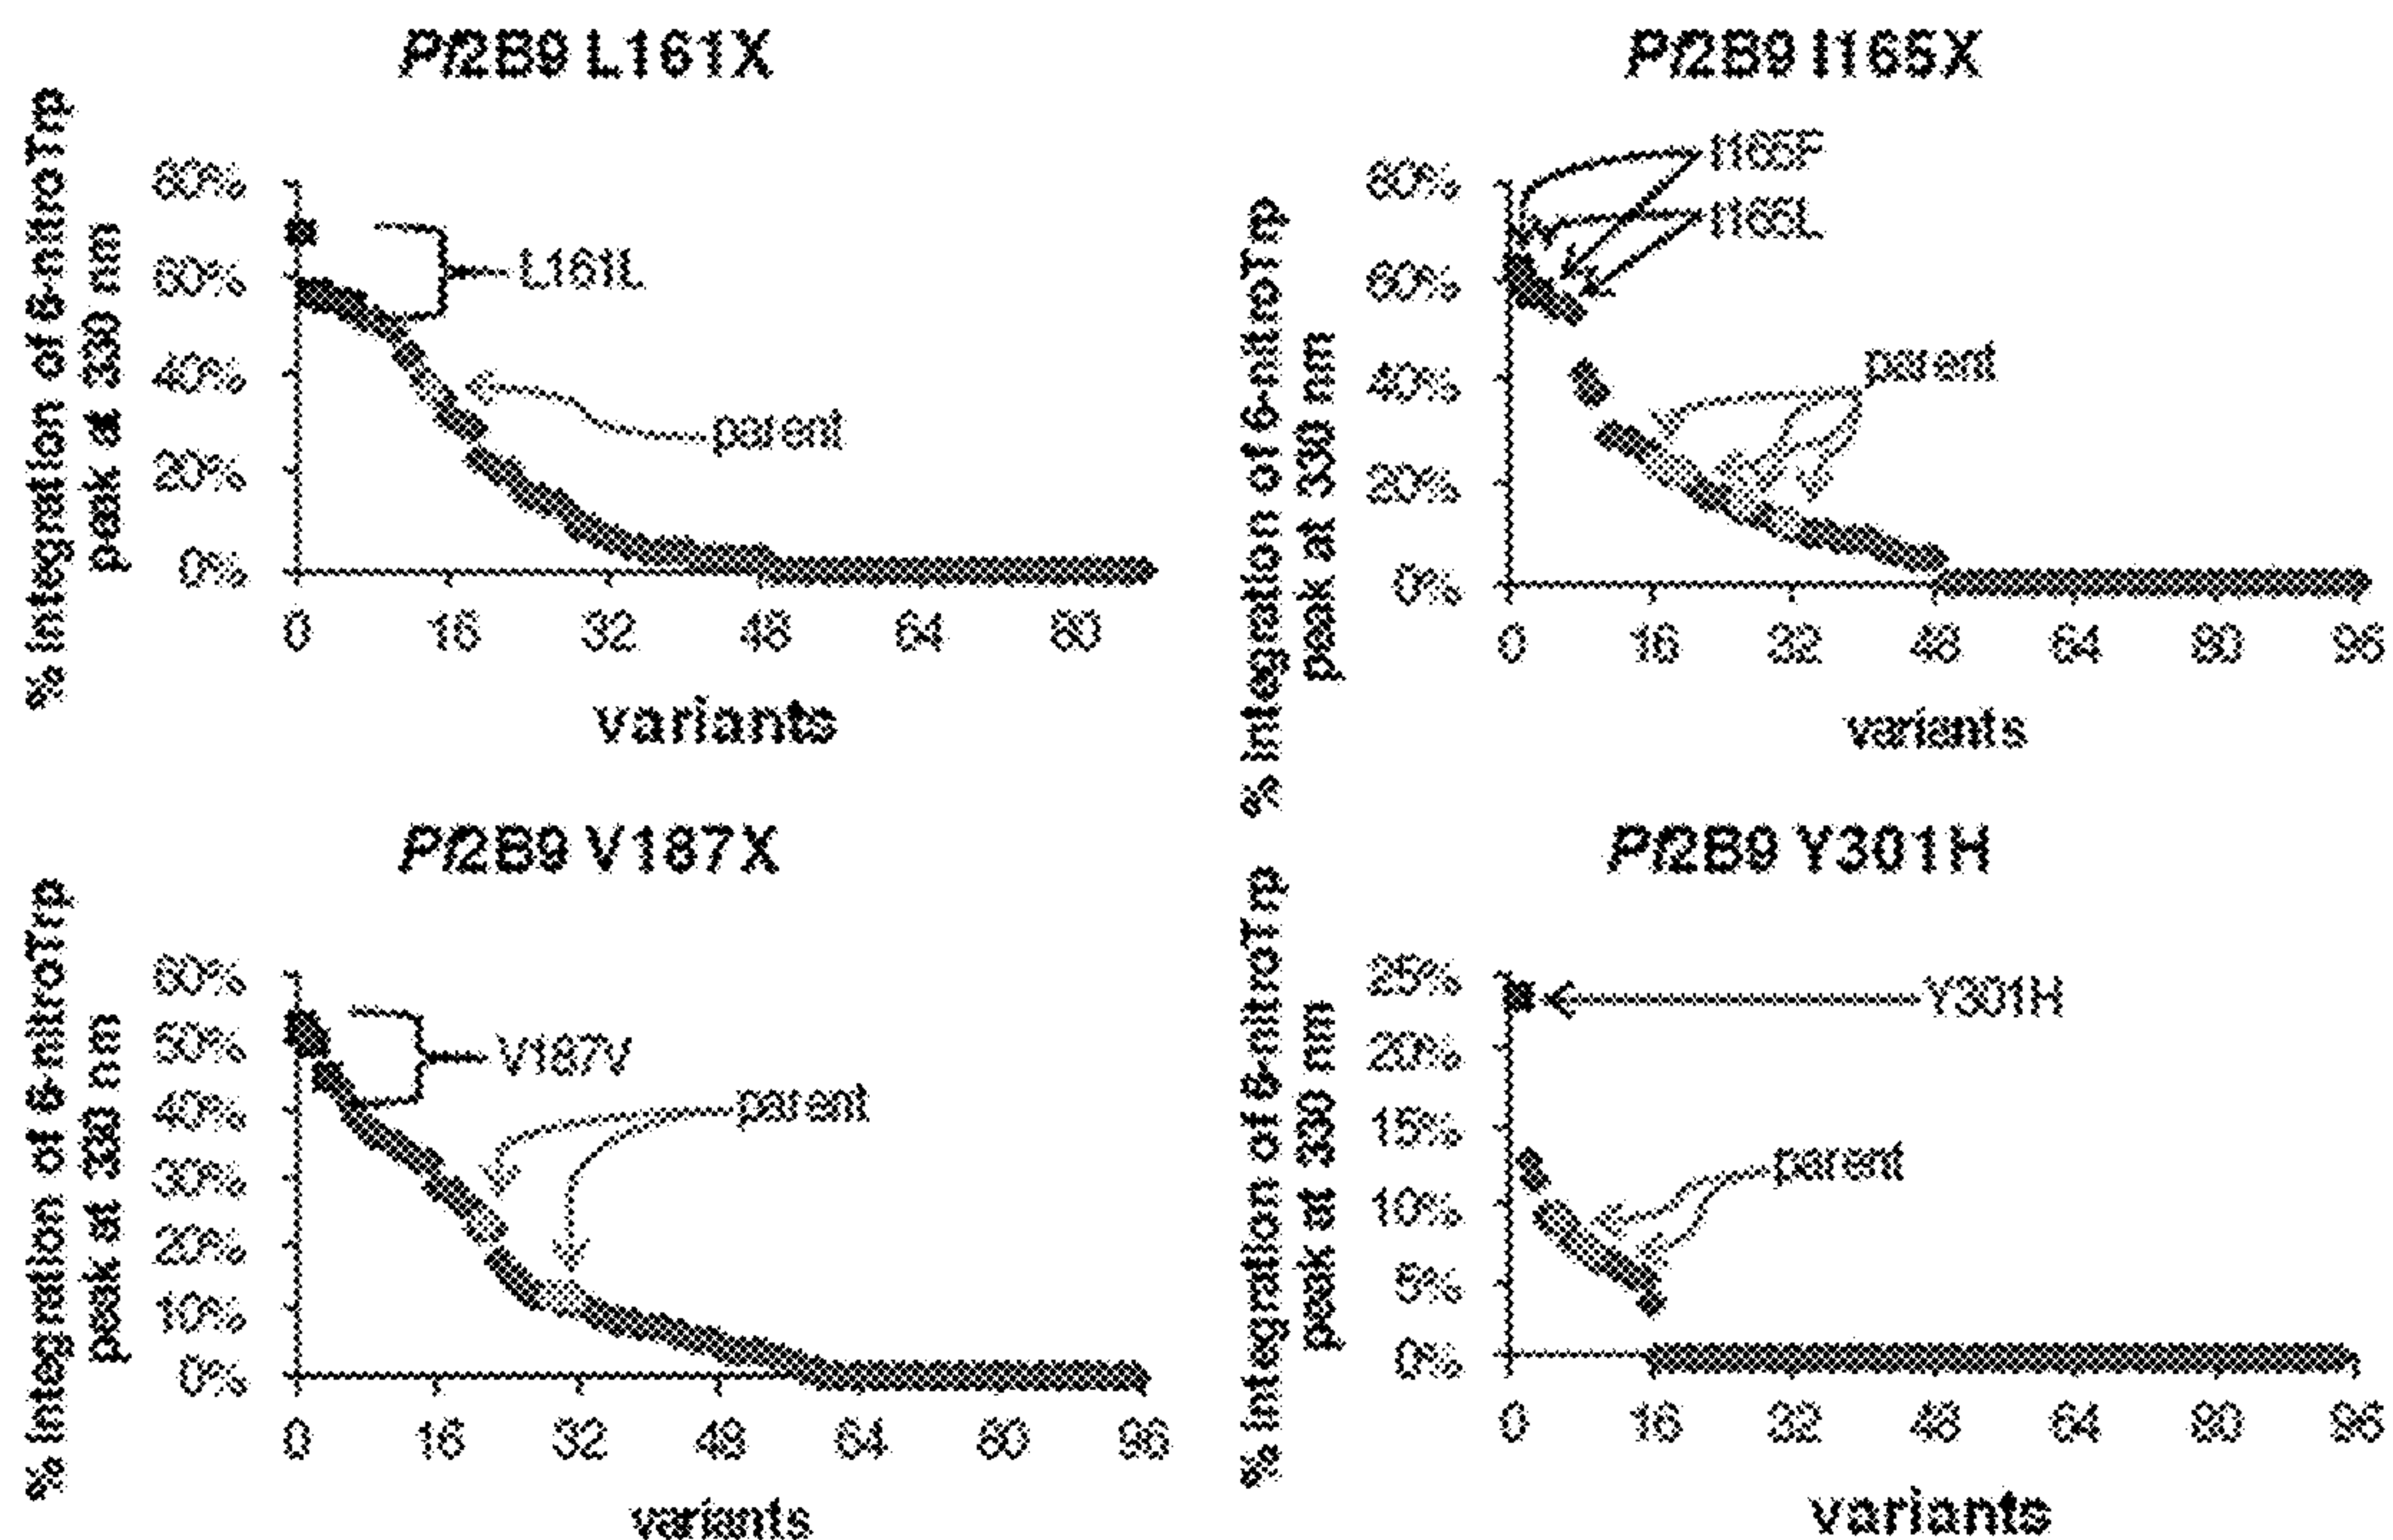 Pf2B9 L161X
% integration of 6-nitroTrp
peak at 330 nm
80%
60%
40%
20%
0%
L161L
parent
0 16 32 48 64 80
variants
Pf2B9 I165X
% integration of 6-nitroTrp
peak at 330 nm
80%
60%
40%
20%
0%
I165F
I165L
parent
0 16 32 48 64 80 96
variants
Pf2B9 V187X
% integration of 6-nitroTrp
peak at 330 nm
60%
50%
40%
30%
20%
10%
0%
V187V
parent
0 16 32 48 64 80 96
variants
Pf2B9 Y301H
% integration of 6-nitroTrp
peak at 330 nm
25%
20%
15%
10%
5%
0%
Y301H
parent
0 16 32 48 64 80 96
variants